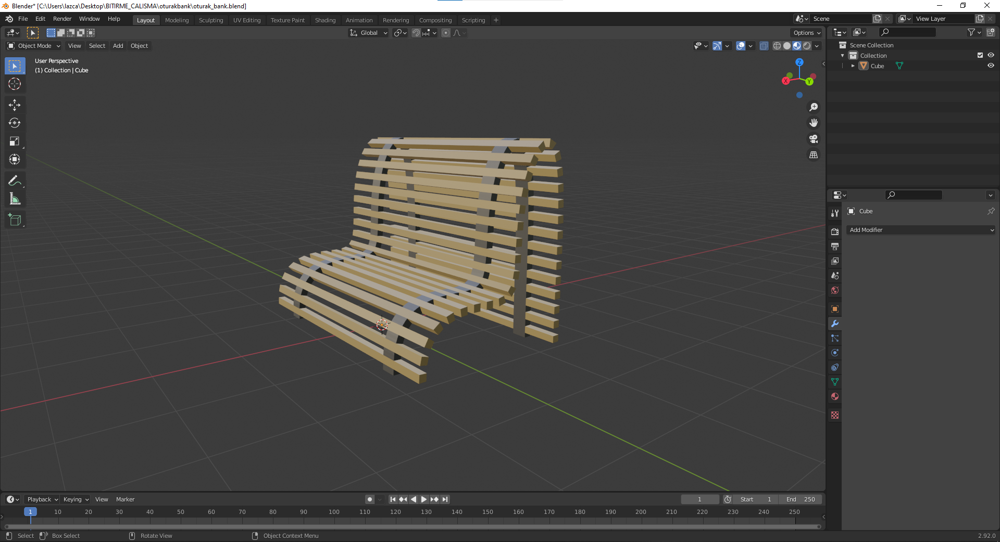 Blender* [C:\Users\lazca\Desktop\BITIRME_CALISMA\oturakbank\oturak_bank.blend]
File Edit Render Window Help Layout Modeling Sculpting UV Editing Texture Paint Shading Animation Rendering Compositing Scripting + Scene View Layer
Global Options
Object Mode View Select Add Object
User Perspective
(1) Collection | Cube
Z
X
Y
Scene Collection
Collection
Cube
Cube
Add Modifier
Playback Keying View Marker 1 Start 1 End 250
1 10 20 30 40 50 60 70 80 90 100 110 120 130 140 150 160 170 180 190 200 210 220 230 240 250
Select Box Select Rotate View Object Context Menu 2.92.0